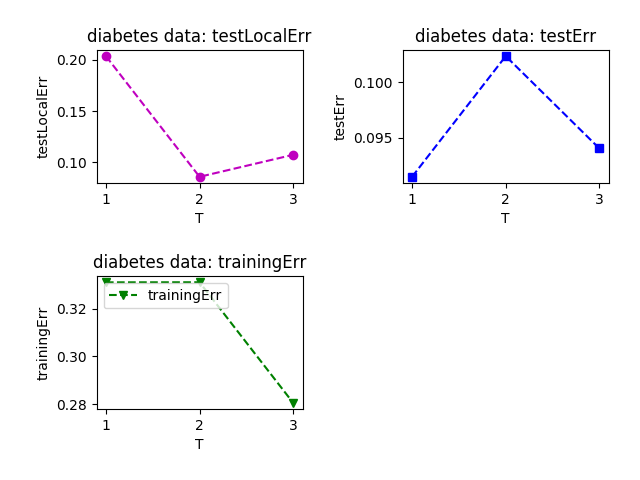 diabetes data: testLocalErr
testLocalErr
0.20
0.15
0.10
1 2 3
T
diabetes data: testErr
testErr
0.100
0.095
1 2 3
T
diabetes data: trainingErr
trainingErr
trainingErr
0.32
0.30
0.28
1 2 3
T